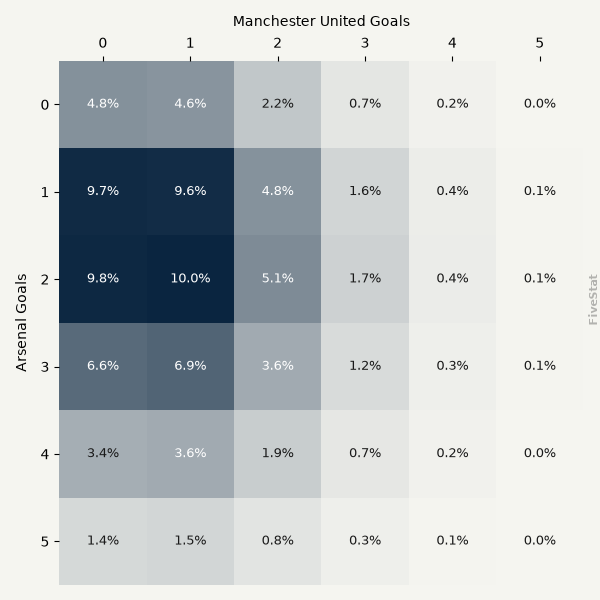 Manchester United Goals
0 1 2 3 4 5
0 4.8% 4.6% 2.2% 0.7% 0.2% 0.0%
1 9.7% 9.6% 4.8% 1.6% 0.4% 0.1%
2 9.8% 10.0% 5.1% 1.7% 0.4% 0.1%
3 6.6% 6.9% 3.6% 1.2% 0.3% 0.1%
4 3.4% 3.6% 1.9% 0.7% 0.2% 0.0%
5 1.4% 1.5% 0.8% 0.3% 0.1% 0.0%
Arsenal Goals
FiveStat